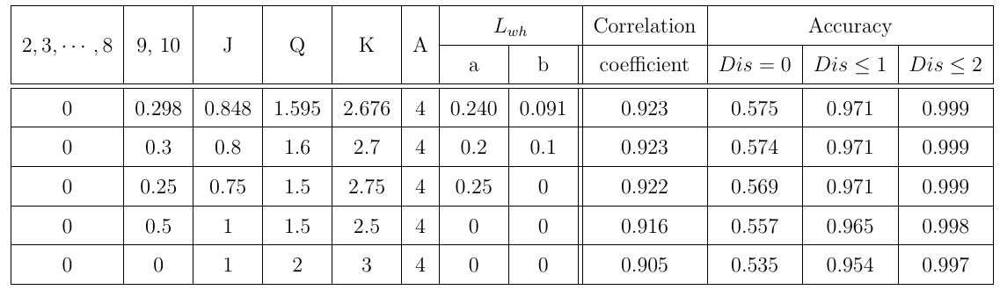 2, 3, ⋯ , 8 9, 10 J Q K A L_wh Correlation coefficient Accuracy
a b Dis = 0 Dis ≤ 1 Dis ≤ 2
0 0.298 0.848 1.595 2.676 4 0.240 0.091 0.923 0.575 0.971 0.999
0 0.3 0.8 1.6 2.7 4 0.2 0.1 0.923 0.574 0.971 0.999
0 0.25 0.75 1.5 2.75 4 0.25 0 0.922 0.569 0.971 0.999
0 0.5 1 1.5 2.5 4 0 0 0.916 0.557 0.965 0.998
0 0 1 2 3 4 0 0 0.905 0.535 0.954 0.997